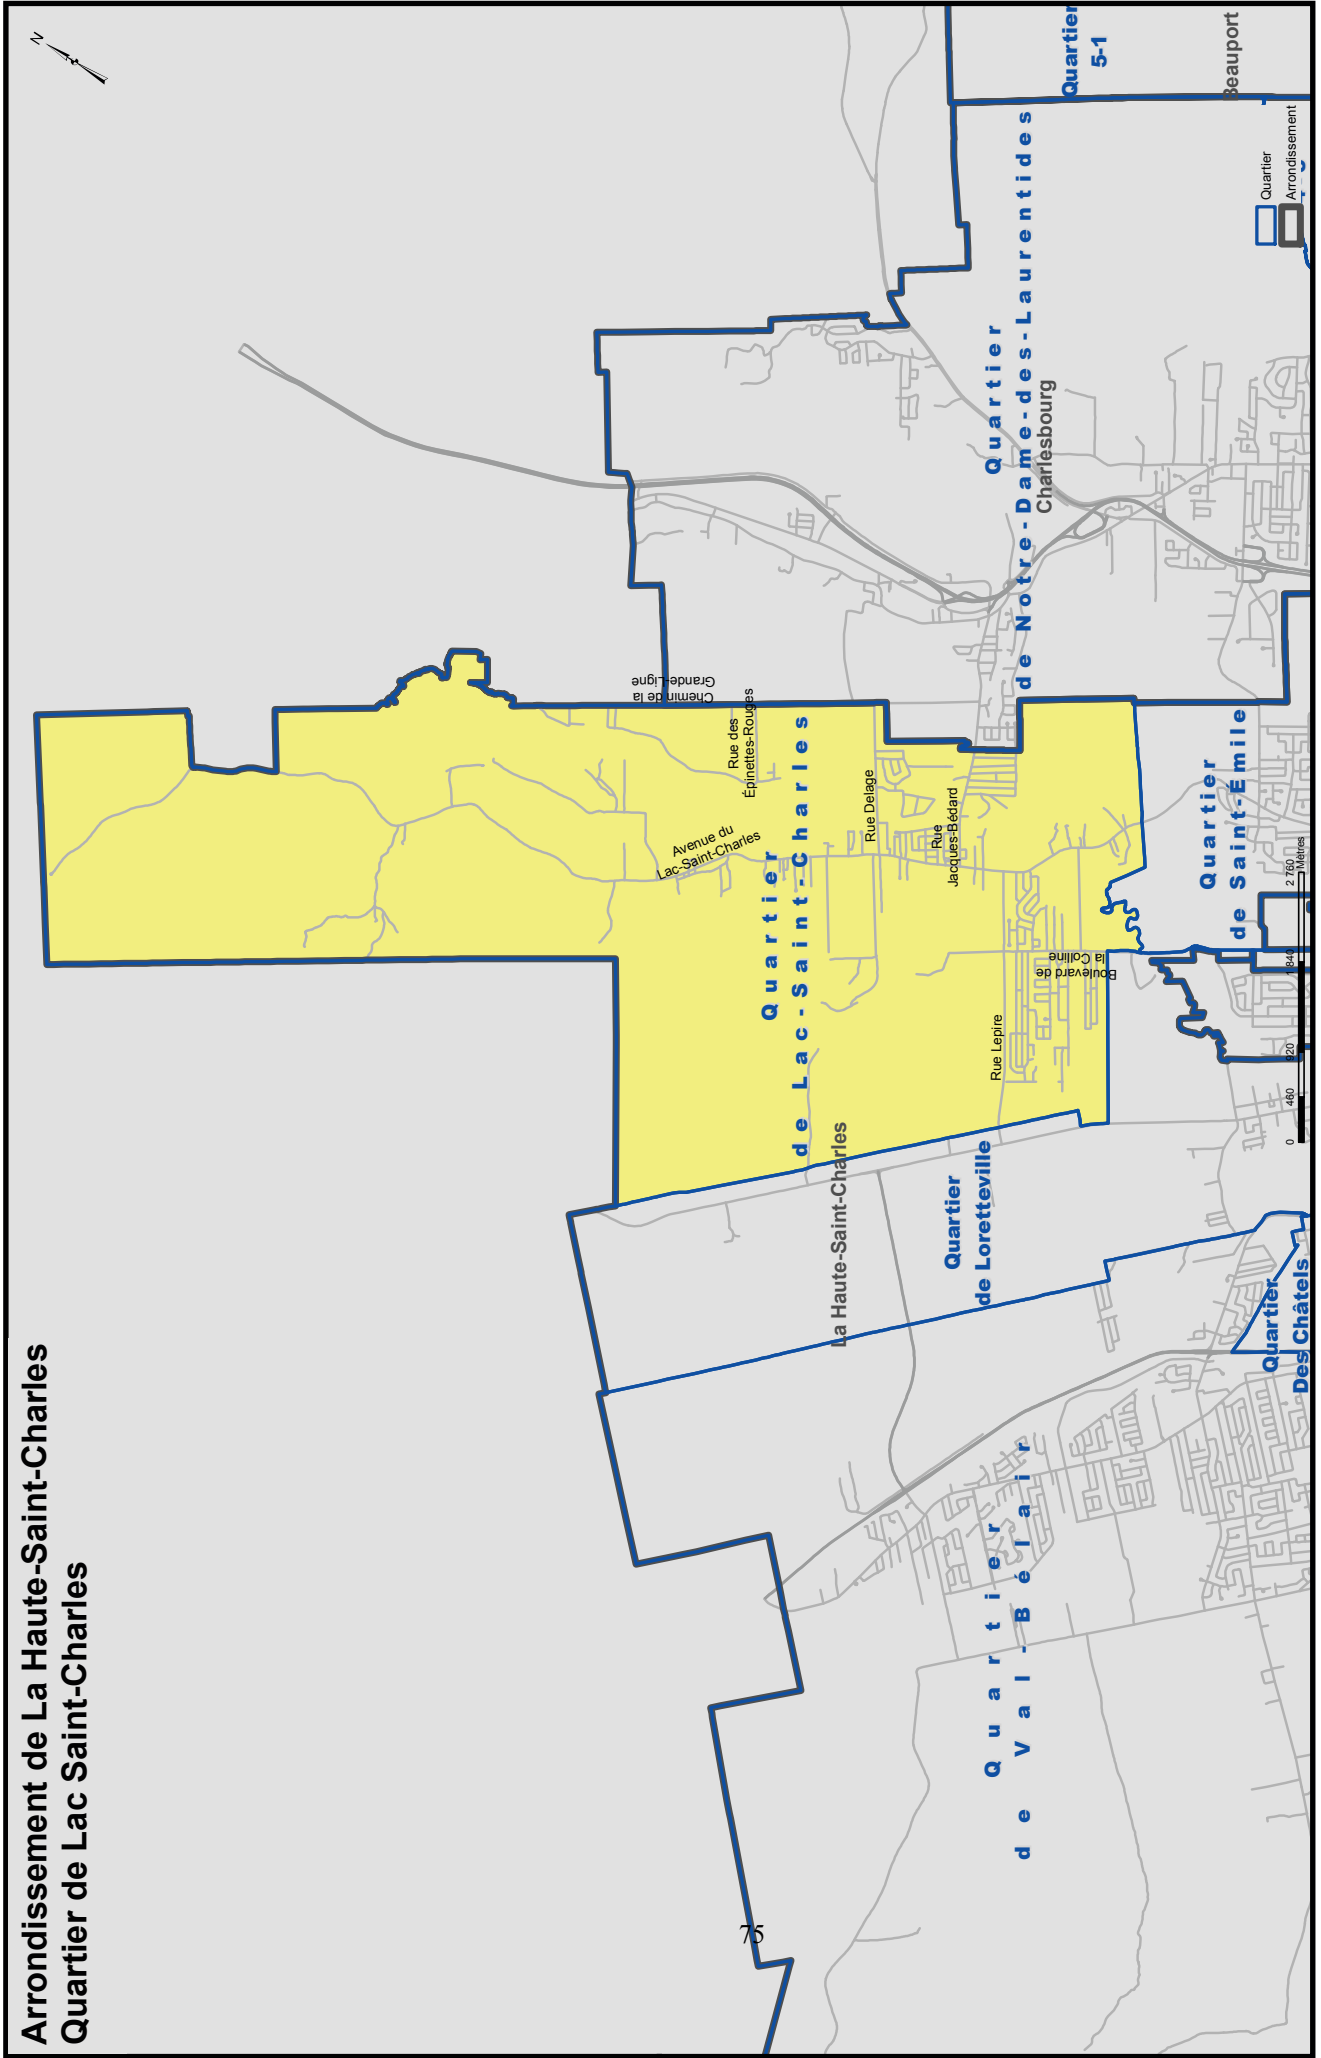 Arrondissement de La Haute-Saint-Charles
Quartier de Lac Saint-Charles
N
Quartier
5-1
Beauport
Quartier
de Notre-Dame-des-Laurentides
Charlesbourg
Chemin de la
Grande-Ligne
Rue des
Épinettes-Rouges
Avenue du
Lac-Saint-Charles
Quartier
de Lac-Saint-Charles
Rue Delage
Rue
Jacques-Bédard
Rue Lepire
Boulevard de
la Colline
Quartier
de Saint-Émile
La Haute-Saint-Charles
Quartier
de Loretteville
Quartier
Des Châtels
Quartier
de Val-Bélair
Quartier
Arrondissement
0 460 920 1 840 2 760
Mètres
75